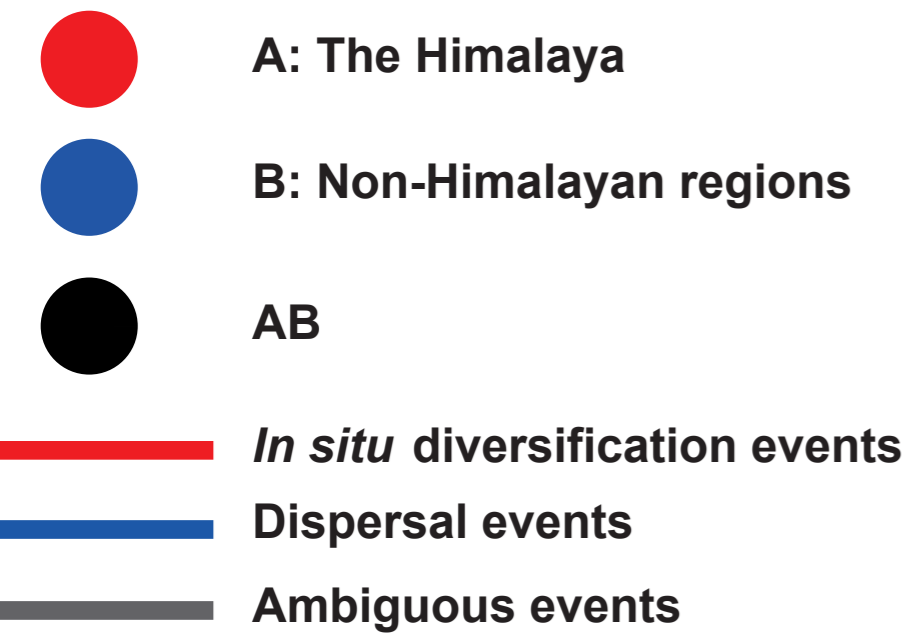 A: The Himalaya
B: Non-Himalayan regions
AB
In situ diversification events
Dispersal events
Ambiguous events